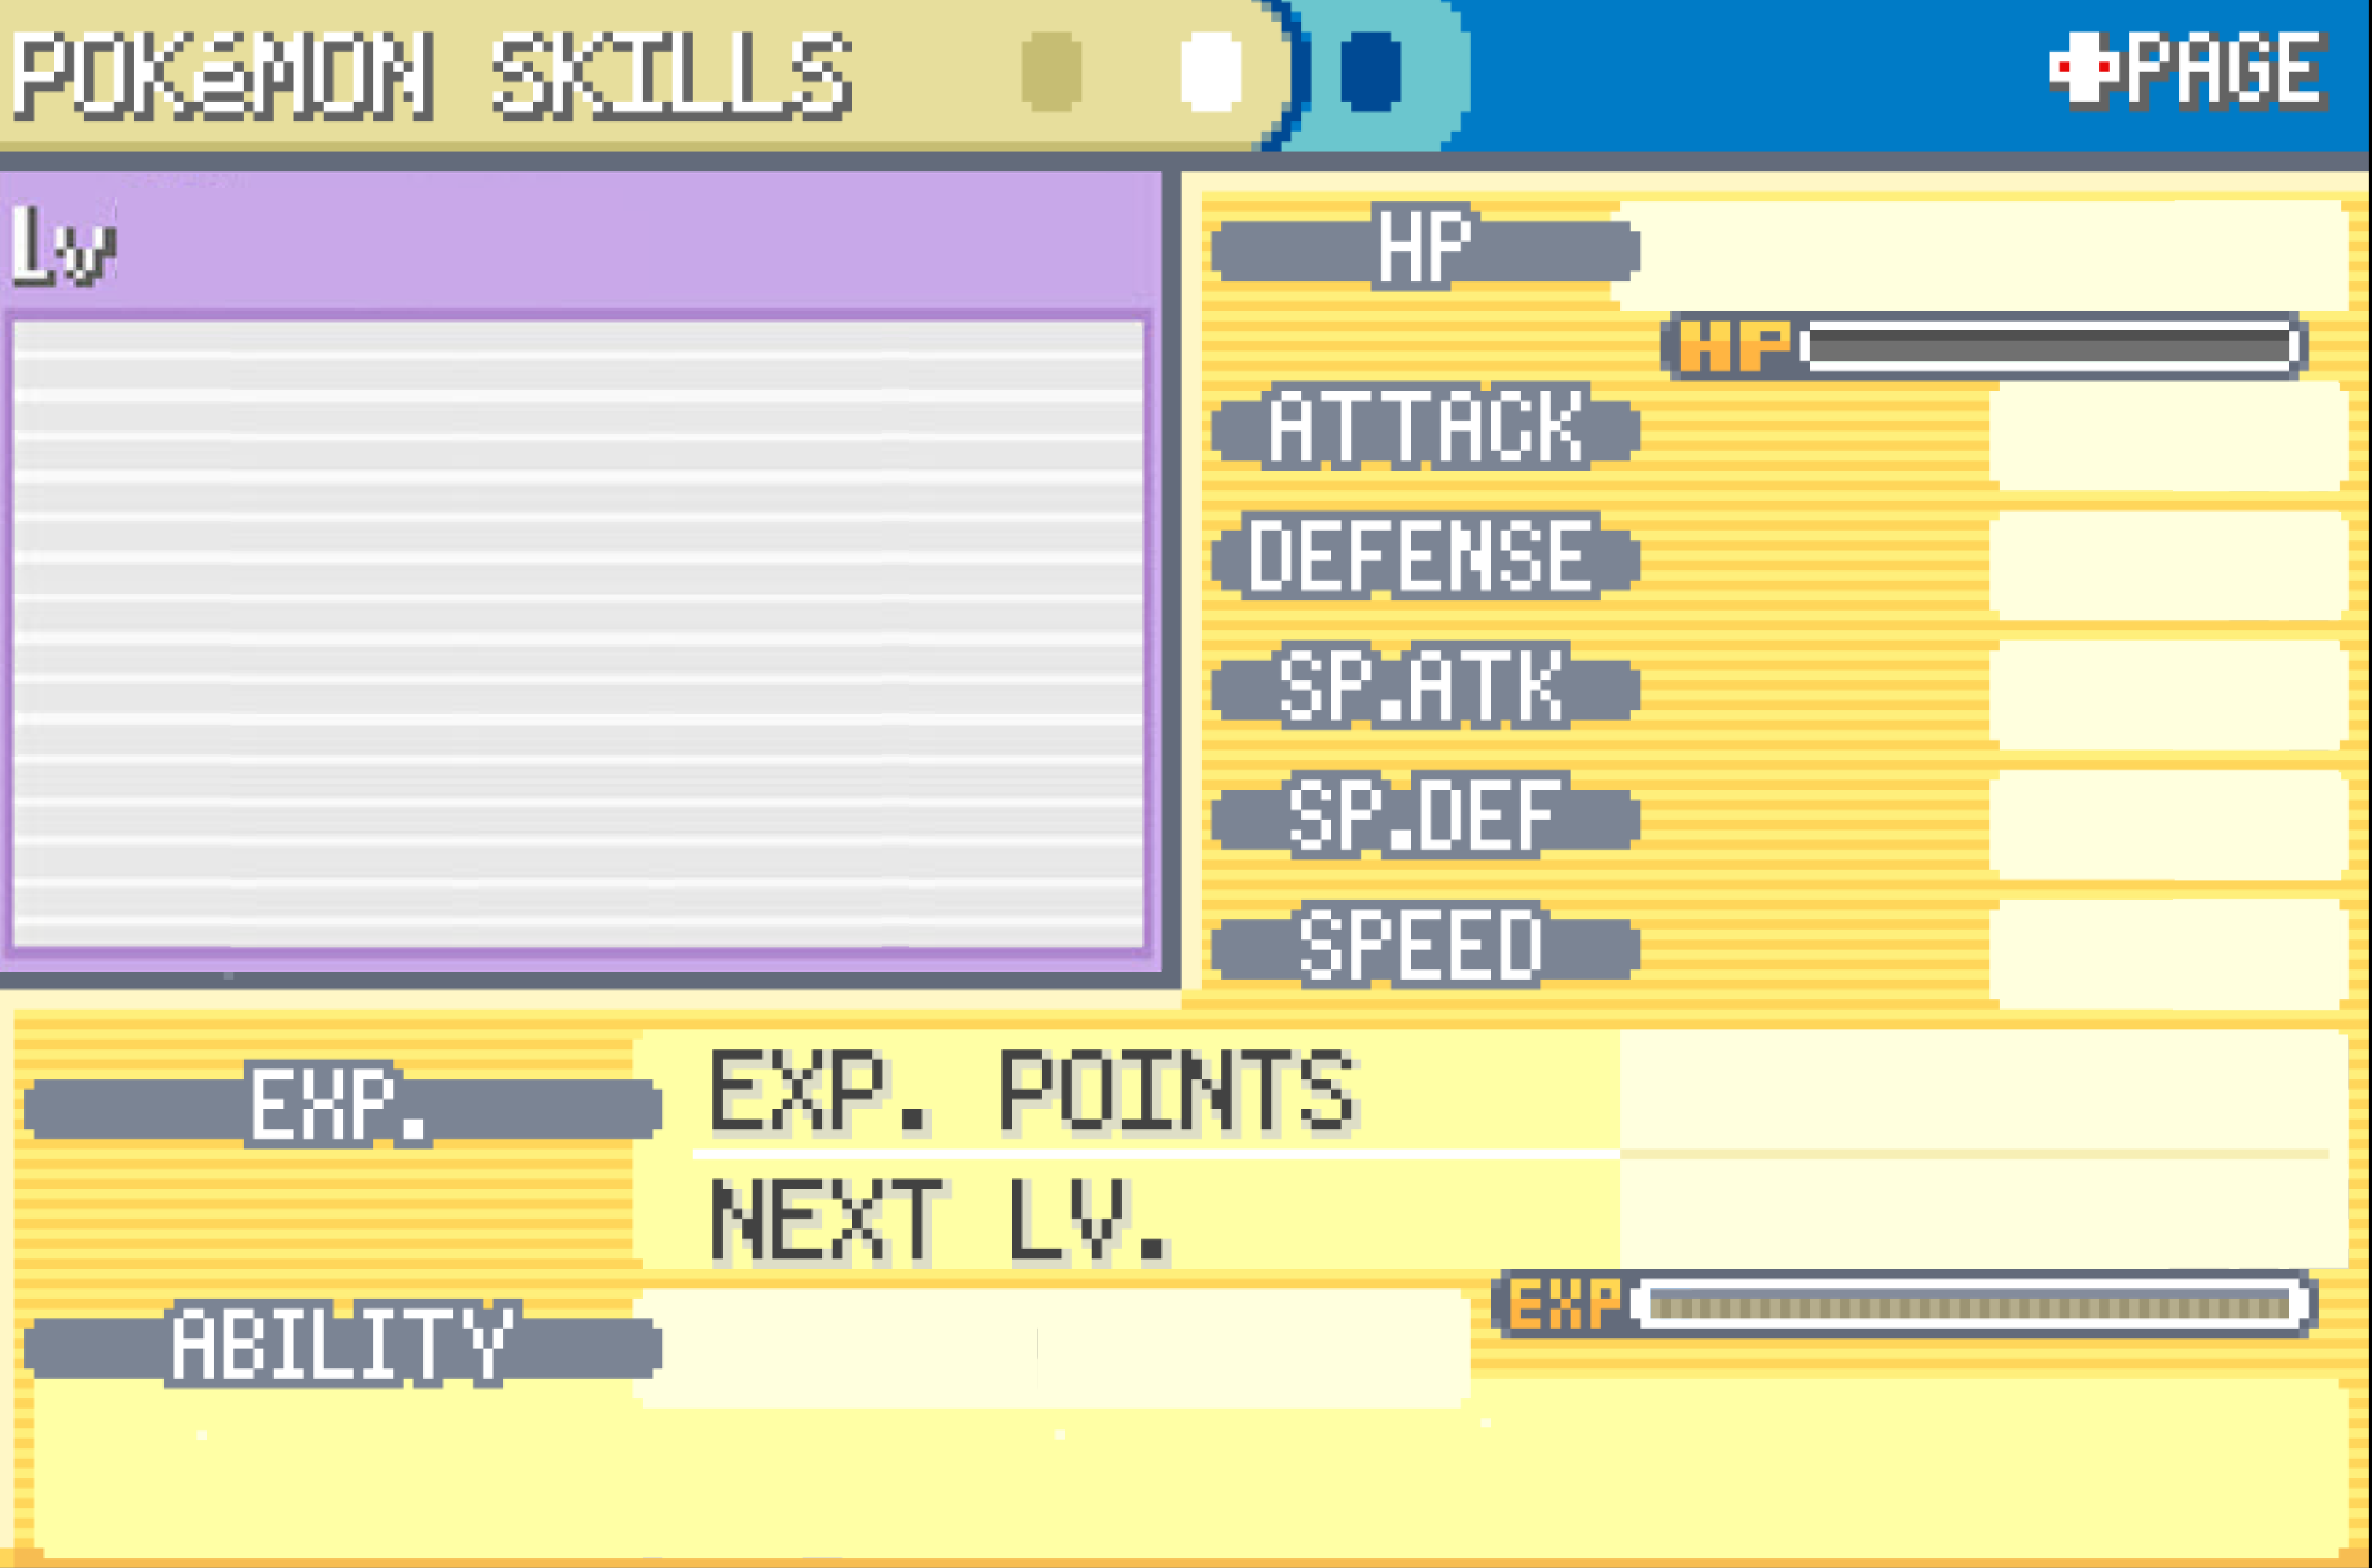 POKéMON SKILLS
PAGE
Lv
HP
HP
ATTACK
DEFENSE
SP.ATK
SP.DEF
SPEED
EXP.
EXP. POINTS
NEXT LV.
EXP
ABILITY